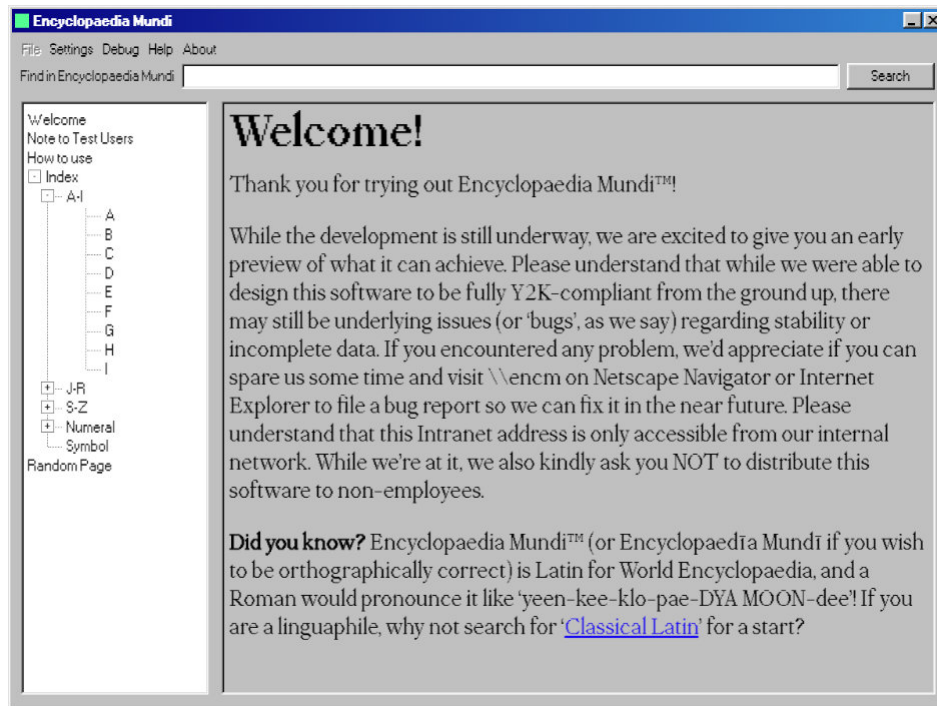 Encyclopaedia Mundi
File Settings Debug Help About
Find in Encyclopaedia Mundi Search
Welcome
Note to Test Users
How to use
Index
A-I
A
B
C
D
E
F
G
H
I
J-R
S-Z
Numeral
Symbol
Random Page
Welcome!
Thank you for trying out Encyclopaedia Mundi™!
While the development is still underway, we are excited to give you an early
preview of what it can achieve. Please understand that while we were able to
design this software to be fully Y2K-compliant from the ground up, there
may still be underlying issues (or ‘bugs’, as we say) regarding stability or
incomplete data. If you encountered any problem, we’d appreciate if you can
spare us some time and visit \\encm on Netscape Navigator or Internet
Explorer to file a bug report so we can fix it in the near future. Please
understand that this Intranet address is only accessible from our internal
network. While we’re at it, we also kindly ask you NOT to distribute this
software to non-employees.
Did you know? Encyclopaedia Mundi™ (or Encyclopaedīa Mundī if you wish
to be orthographically correct) is Latin for World Encyclopaedia, and a
Roman would pronounce it like ‘yeen-kee-klo-pae-DYA MOON-dee’! If you
are a linguaphile, why not search for ‘Classical Latin’ for a start?